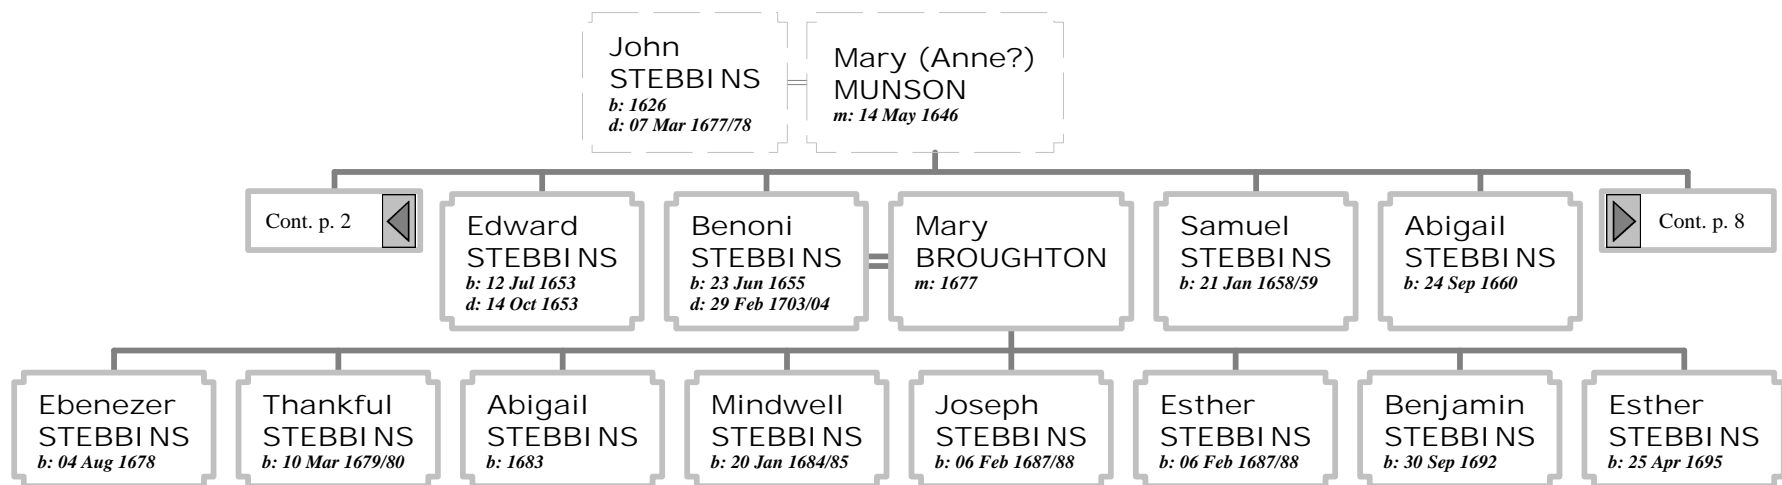 John
STEBBINS
b: 1626
d: 07 Mar 1677/78
Mary (Anne?)
MUNSON
m: 14 May 1646
Cont. p. 2
Edward
STEBBINS
b: 12 Jul 1653
d: 14 Oct 1653
Benoni
STEBBINS
b: 23 Jun 1655
d: 29 Feb 1703/04
Mary
BROUGHTON
m: 1677
Samuel
STEBBINS
b: 21 Jan 1658/59
Abigail
STEBBINS
b: 24 Sep 1660
Cont. p. 8
Ebenezer
STEBBINS
b: 04 Aug 1678
Thankful
STEBBINS
b: 10 Mar 1679/80
Abigail
STEBBINS
b: 1683
Mindwell
STEBBINS
b: 20 Jan 1684/85
Joseph
STEBBINS
b: 06 Feb 1687/88
Esther
STEBBINS
b: 06 Feb 1687/88
Benjamin
STEBBINS
b: 30 Sep 1692
Esther
STEBBINS
b: 25 Apr 1695